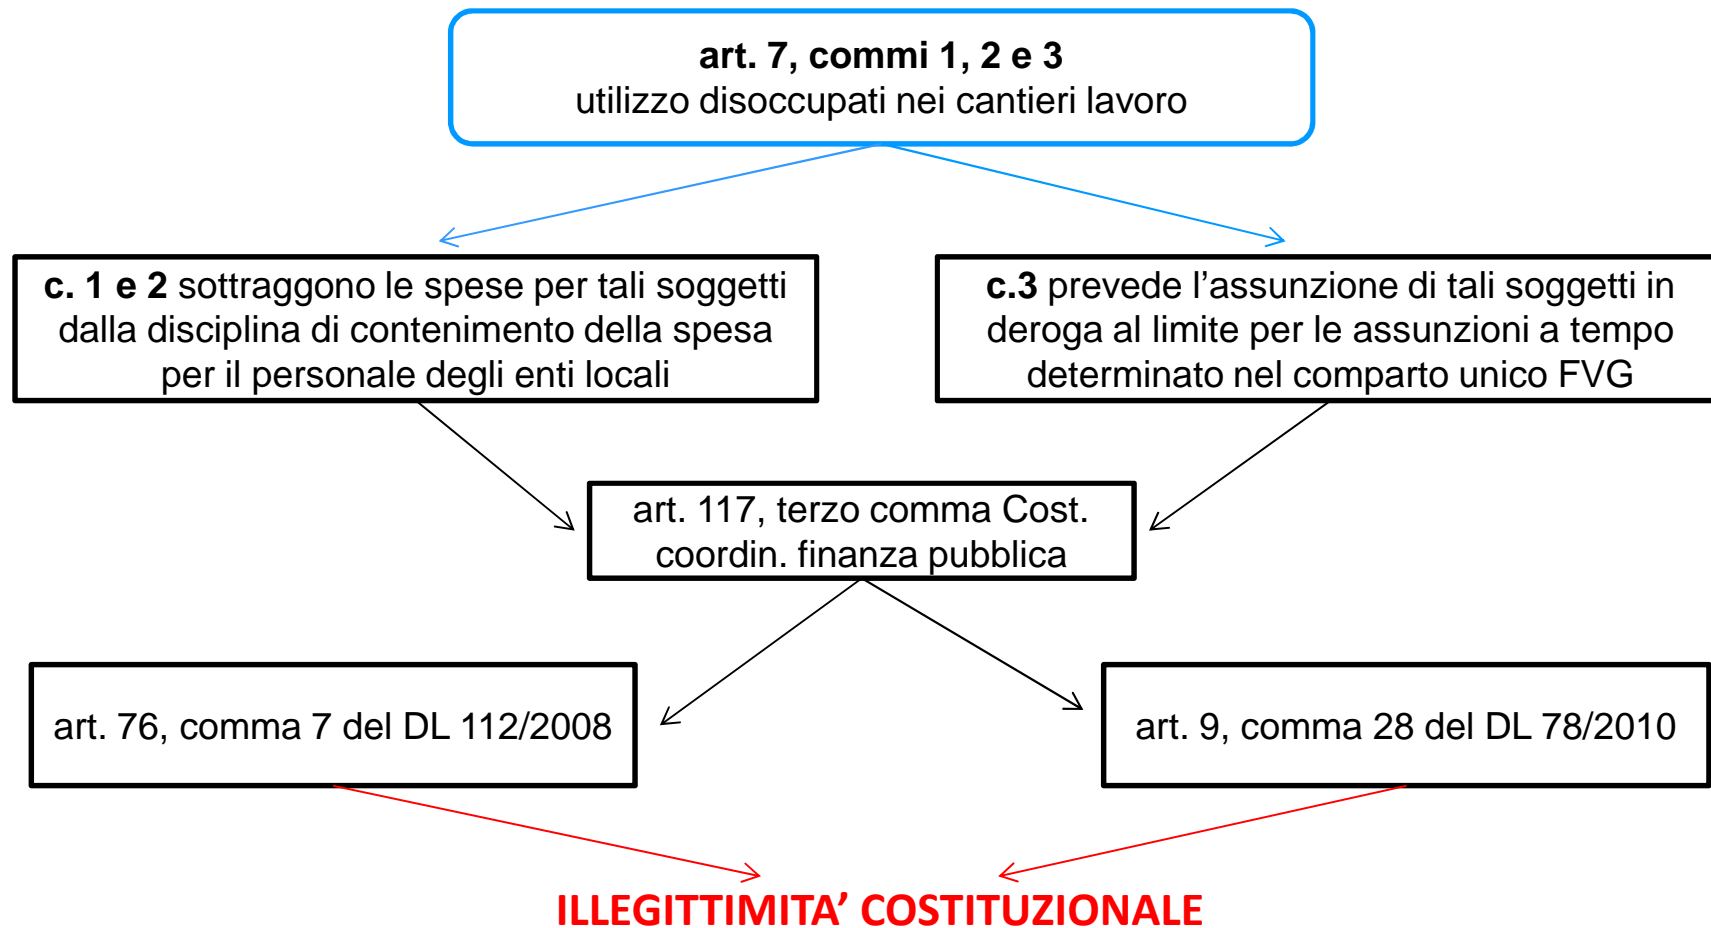 art. 7, commi 1, 2 e 3
utilizzo disoccupati nei cantieri lavoro
c. 1 e 2 sottraggono le spese per tali soggetti
dalla disciplina di contenimento della spesa
per il personale degli enti locali
c.3 prevede l’assunzione di tali soggetti in
deroga al limite per le assunzioni a tempo
determinato nel comparto unico FVG
art. 117, terzo comma Cost.
coordin. finanza pubblica
art. 76, comma 7 del DL 112/2008
art. 9, comma 28 del DL 78/2010
ILLEGITTIMITA’ COSTITUZIONALE